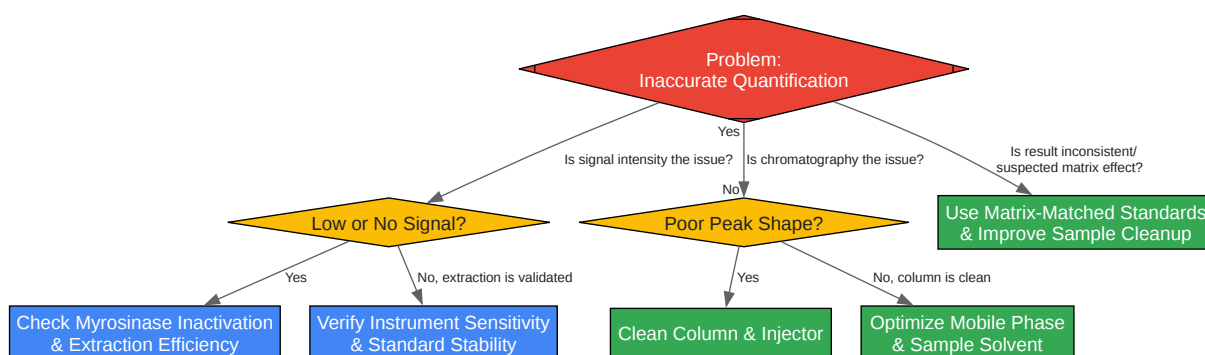 Problem:
Inaccurate Quantification
Yes
Is signal intensity the issue?
Is chromatography the issue?
Is result inconsistent/
suspected matrix effect?
No
Low or No Signal?
Poor Peak Shape?
Use Matrix-Matched Standards
& Improve Sample Cleanup
Yes
No, extraction is validated
Yes
No, column is clean
Check Myrosinase Inactivation
& Extraction Efficiency
Verify Instrument Sensitivity
& Standard Stability
Clean Column & Injector
Optimize Mobile Phase
& Sample Solvent